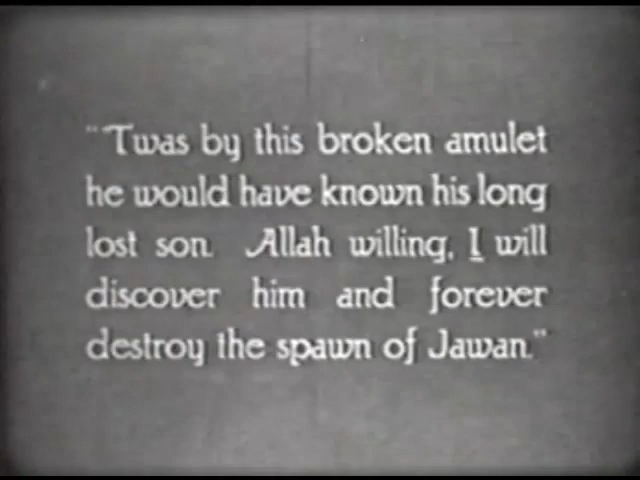 "'Twas by this broken amulet
he would have known his long
lost son. Allah willing, I will
discover him and forever
destroy the spawn of Jawan."